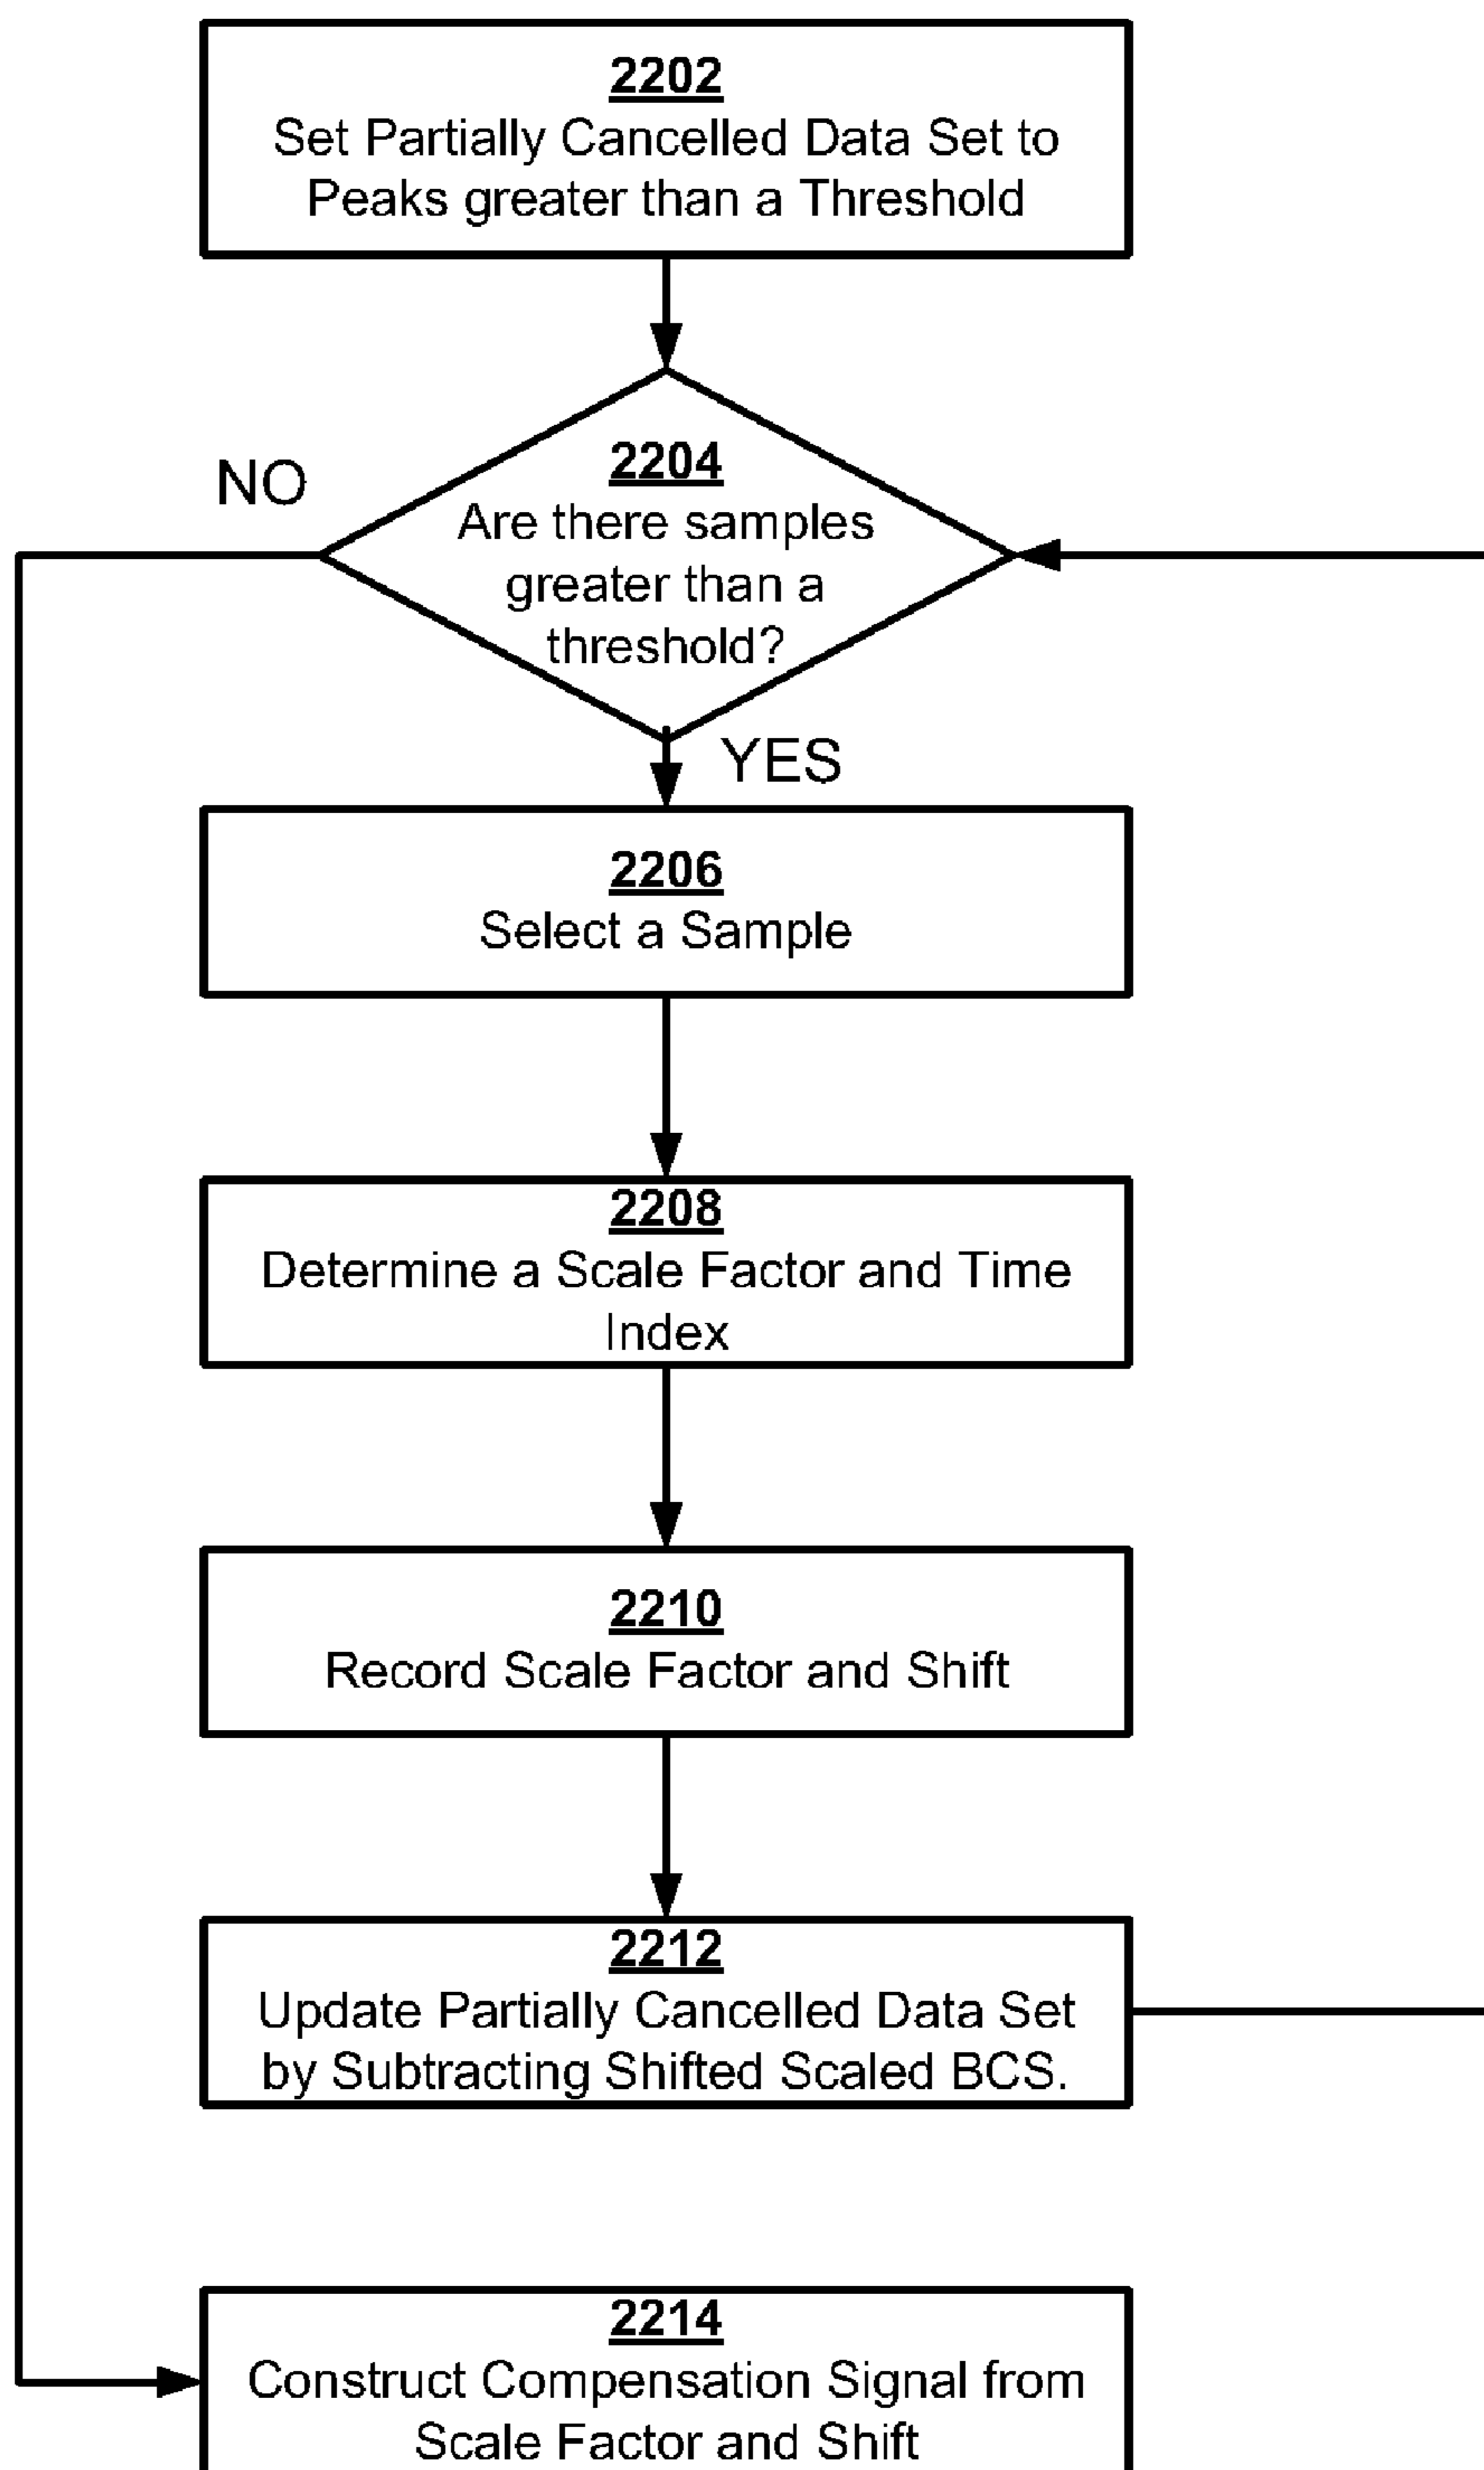 2202
Set Partially Cancelled Data Set to
Peaks greater than a Threshold
NO
2204
Are there samples
greater than a
threshold?
YES
2206
Select a Sample
2208
Determine a Scale Factor and Time
Index
2210
Record Scale Factor and Shift
2212
Update Partially Cancelled Data Set
by Subtracting Shifted Scaled BCS.
2214
Construct Compensation Signal from
Scale Factor and Shift